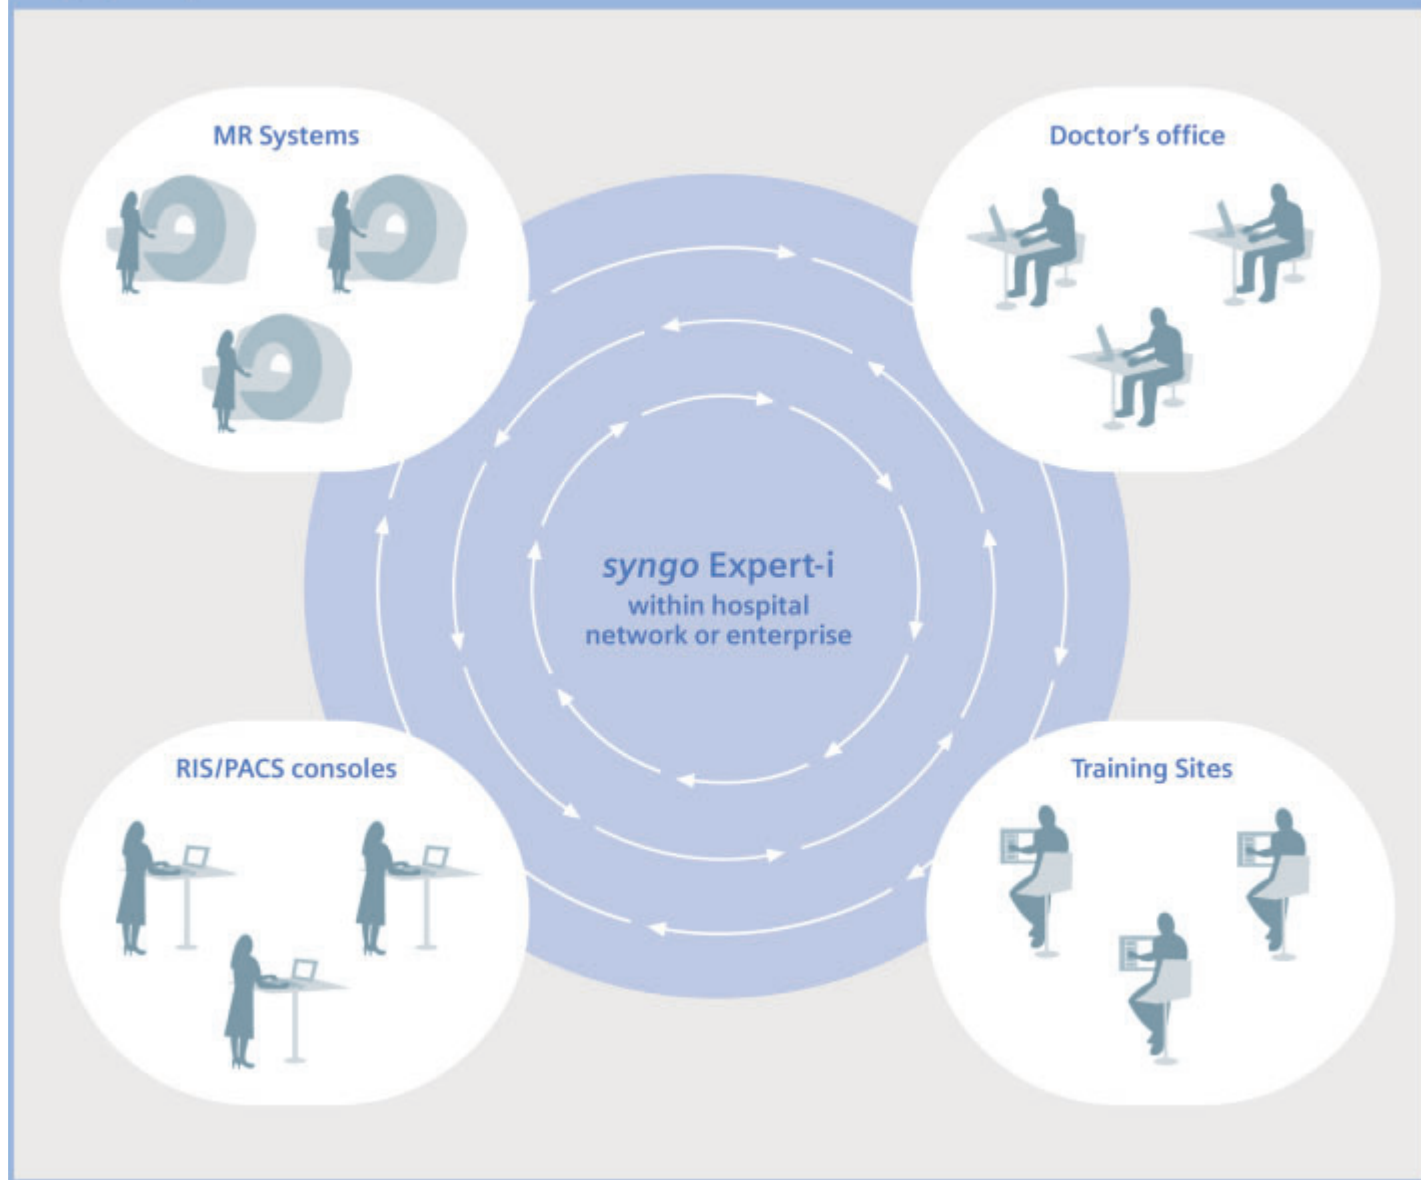 MR Systems
Doctor’s office
syngo Expert-i
within hospital
network or enterprise
RIS/PACS consoles
Training Sites